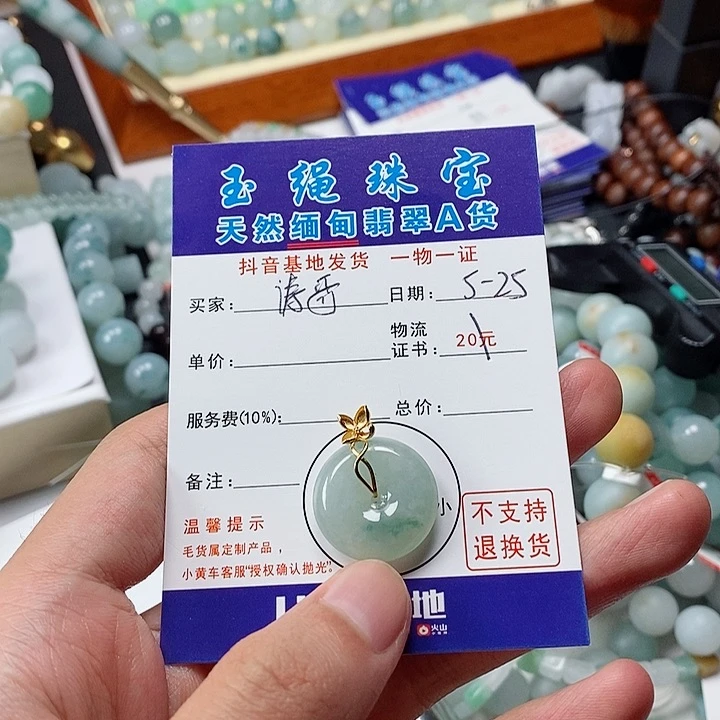 玉绳珠宝
天然缅甸翡翠A货
抖音基地发货 一物一证
买家: 日期: 5-25
单价: 物流证书: 20元
服务费(10%): 总价:
备注:
小
不支持
退换货
温馨提示
毛货属定制产品，
小黄车客服"授权确认抛光"。
地
火山